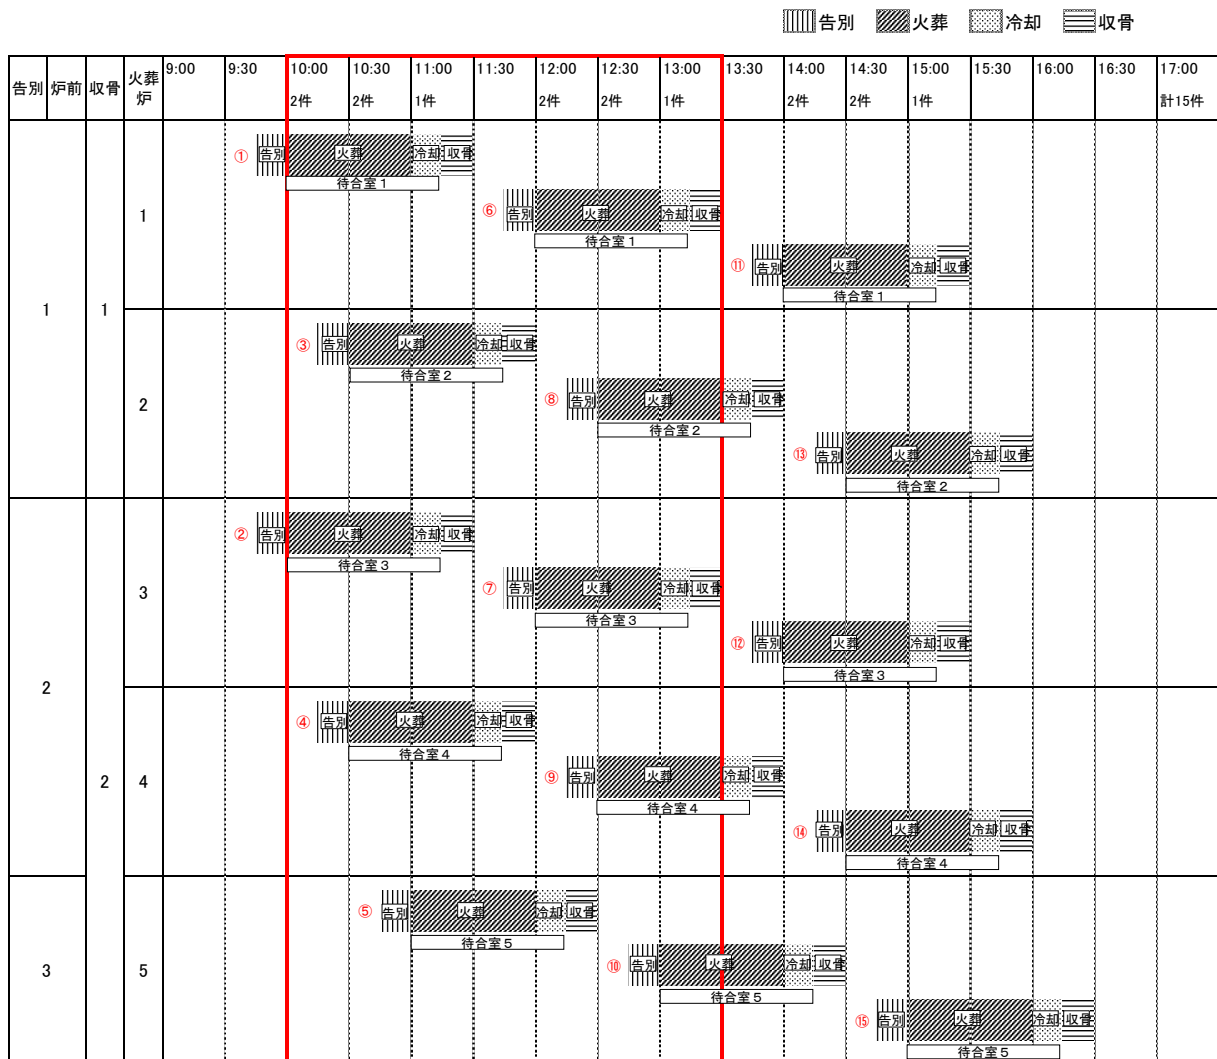 告別 火葬 冷却 収骨
告別 炉前 収骨 火葬炉 9:00 9:30 10:00 10:30 11:00 11:30 12:00 12:30 13:00 13:30 14:00 14:30 15:00 15:30 16:00 16:30 17:00
2件 2件 1件 2件 2件 1件 2件 2件 1件 計15件
1 1 1
① 告別 火葬 冷却 収骨
待合室1
⑥ 告別 火葬 冷却 収骨
待合室1
⑪ 告別 火葬 冷却 収骨
待合室1
2
③ 告別 火葬 冷却 収骨
待合室2
⑧ 告別 火葬 冷却 収骨
待合室2
⑬ 告別 火葬 冷却 収骨
待合室2
2 3
② 告別 火葬 冷却 収骨
待合室3
⑦ 告別 火葬 冷却 収骨
待合室3
⑫ 告別 火葬 冷却 収骨
待合室3
2 4
④ 告別 火葬 冷却 収骨
待合室4
⑨ 告別 火葬 冷却 収骨
待合室4
⑭ 告別 火葬 冷却 収骨
待合室4
3 5
⑤ 告別 火葬 冷却 収骨
待合室5
⑩ 告別 火葬 冷却 収骨
待合室5
⑮ 告別 火葬 冷却 収骨
待合室5